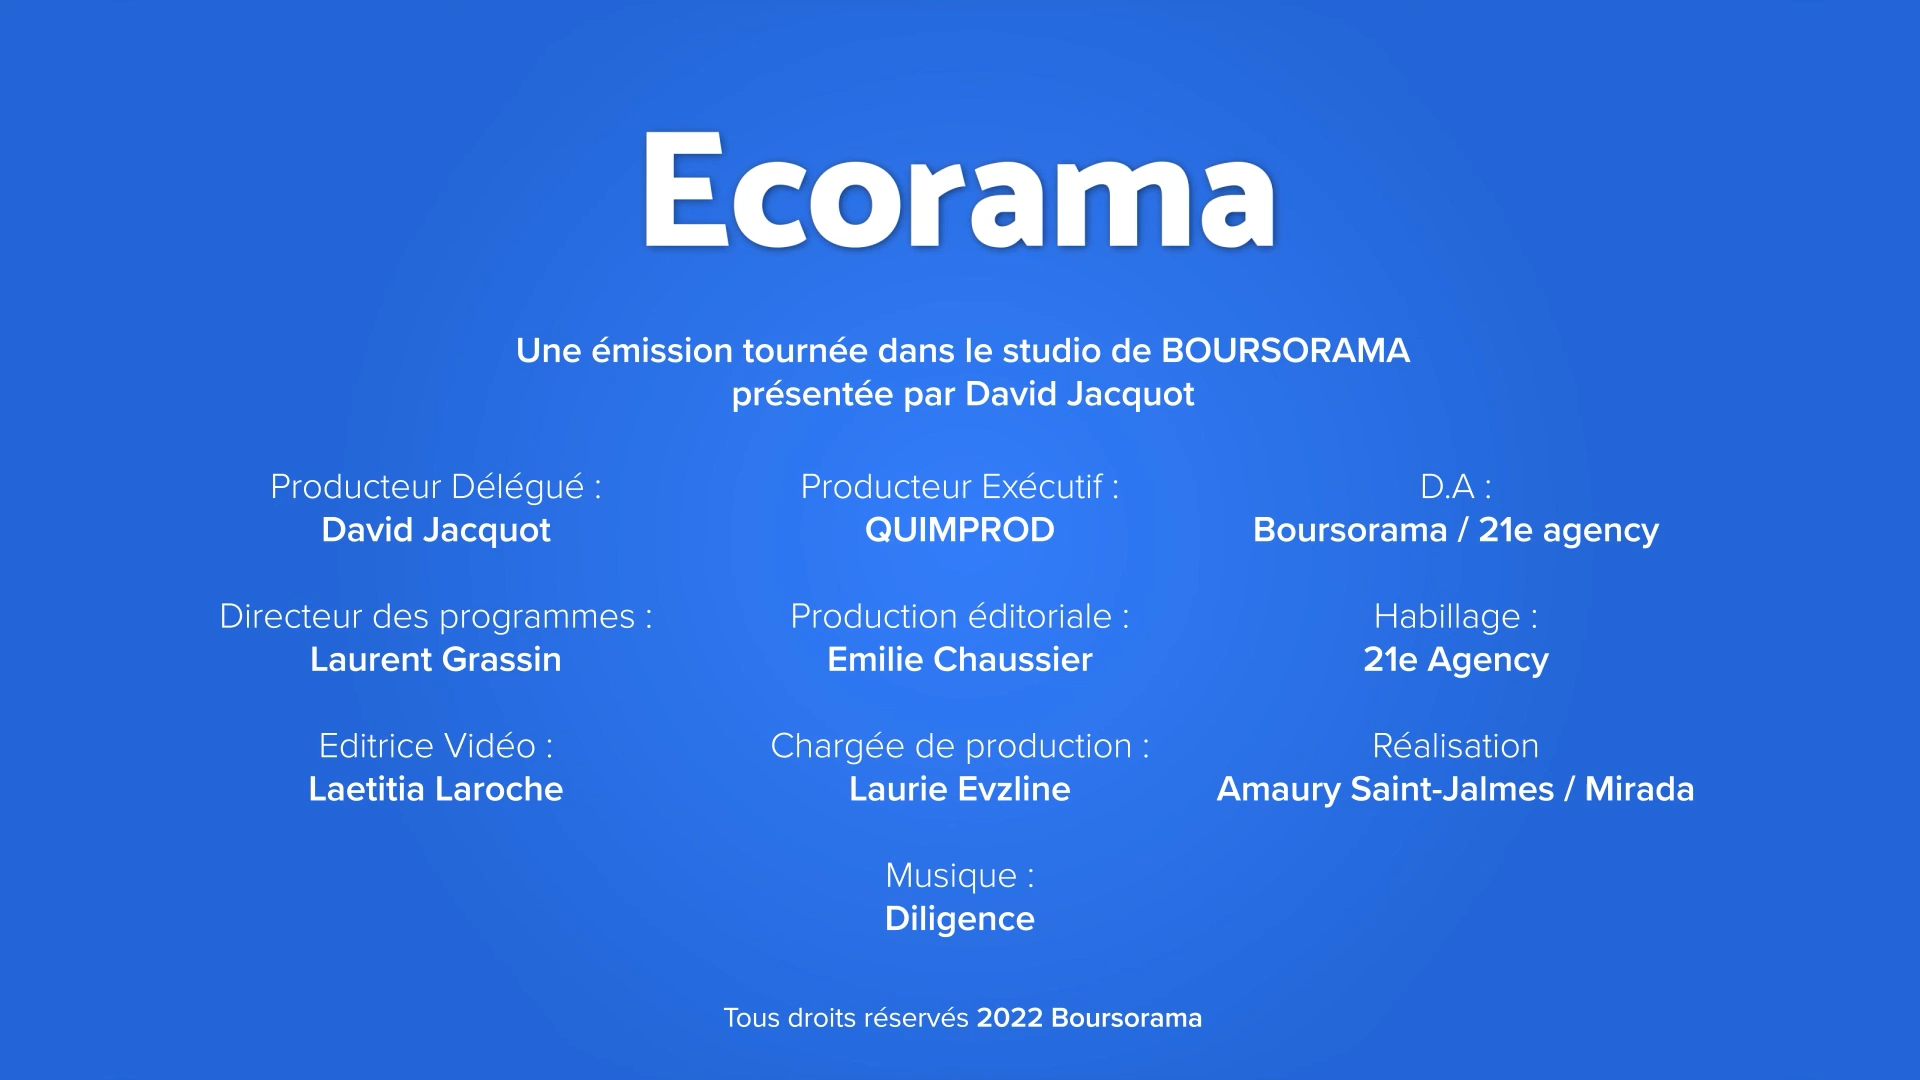 Ecorama
Une émission tournée dans le studio de BOURSORAMA
présentée par David Jacquot
Producteur Délégué :
David Jacquot
Producteur Exécutif :
QUIMPROD
D.A :
Boursorama / 21e agency
Directeur des programmes :
Laurent Grassin
Production éditoriale :
Emilie Chaussier
Habillage :
21e Agency
Editrice Vidéo :
Laetitia Laroche
Chargée de production :
Laurie Evzline
Réalisation
Amaury Saint-Jalmes / Mirada
Musique :
Diligence
Tous droits réservés 2022 Boursorama